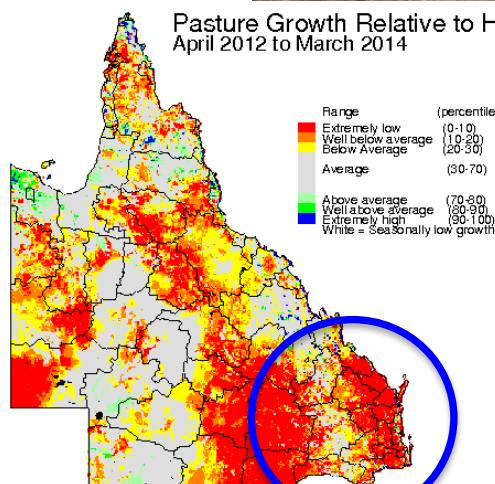 Pasture Growth Relative to H
April 2012 to March 2014
Range (percentile
Extremely low (0-10)
Well below average (10-20)
Below Average (20-30)
Average (30-70)
Above average (70-80)
Well above average (80-90)
Extremely high (90-100)
White = Seasonally low growth